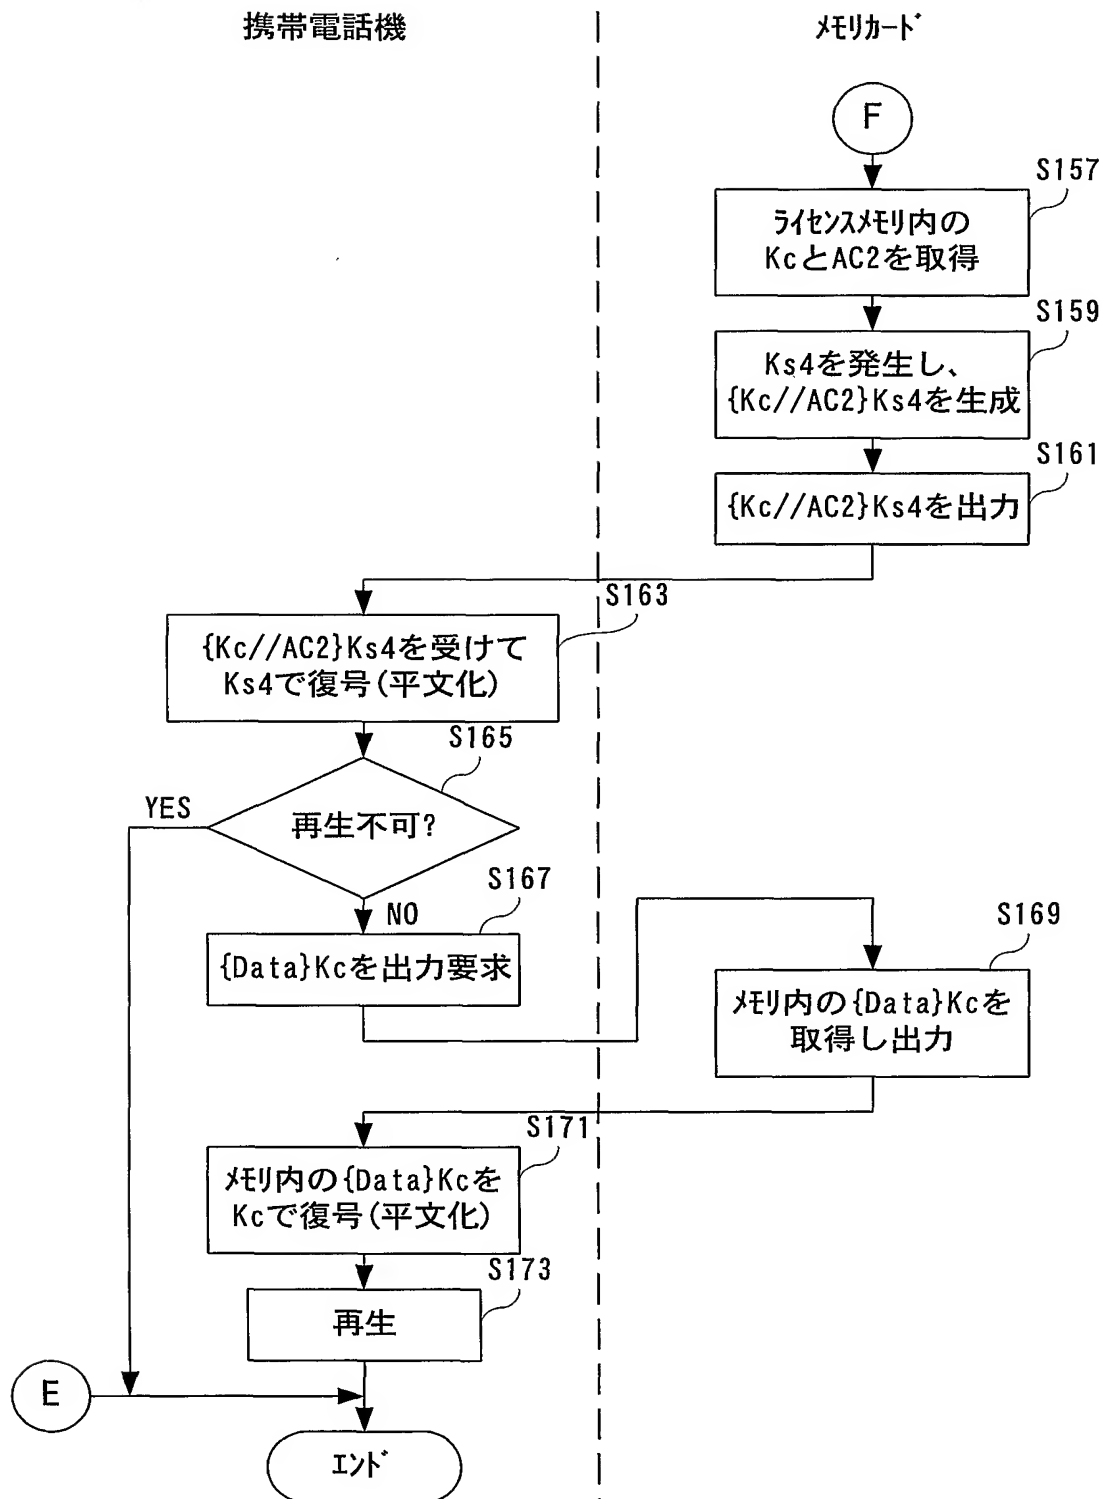 携帯電話機
メモリカード
F
S157
ライセンスメモリ内の
KcとAC2を取得
S159
Ks4を発生し、
{Kc//AC2}Ks4を生成
S161
{Kc//AC2}Ks4を出力
S163
{Kc//AC2}Ks4を受けて
Ks4で復号(平文化)
S165
YES
再生不可?
S167
NO
{Data}Kcを出力要求
S169
メモリ内の{Data}Kcを
取得し出力
S171
メモリ内の{Data}Kcを
Kcで復号(平文化)
S173
再生
E
エンド